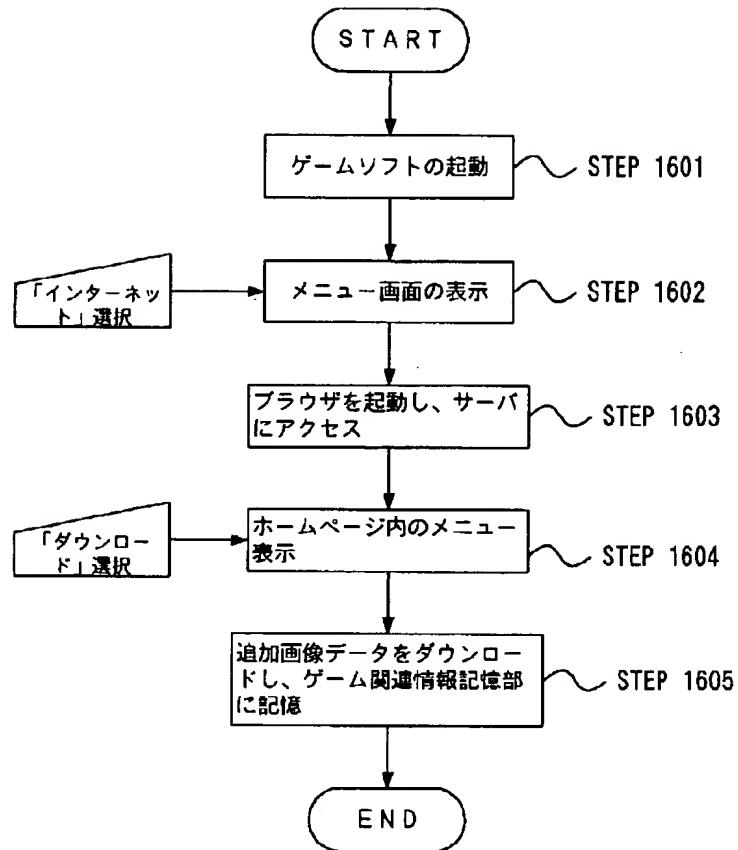 START
ゲームソフトの起動
STEP 1601
「インターネッ
ト」選択
メニュー画面の表示
STEP 1602
ブラウザを起動し、サーバ
にアクセス
STEP 1603
「ダウンロー
ド」選択
ホームページ内のメニュー
表示
STEP 1604
追加画像データをダウンロー
ドし、ゲーム関連情報記憶部
に記憶
STEP 1605
END